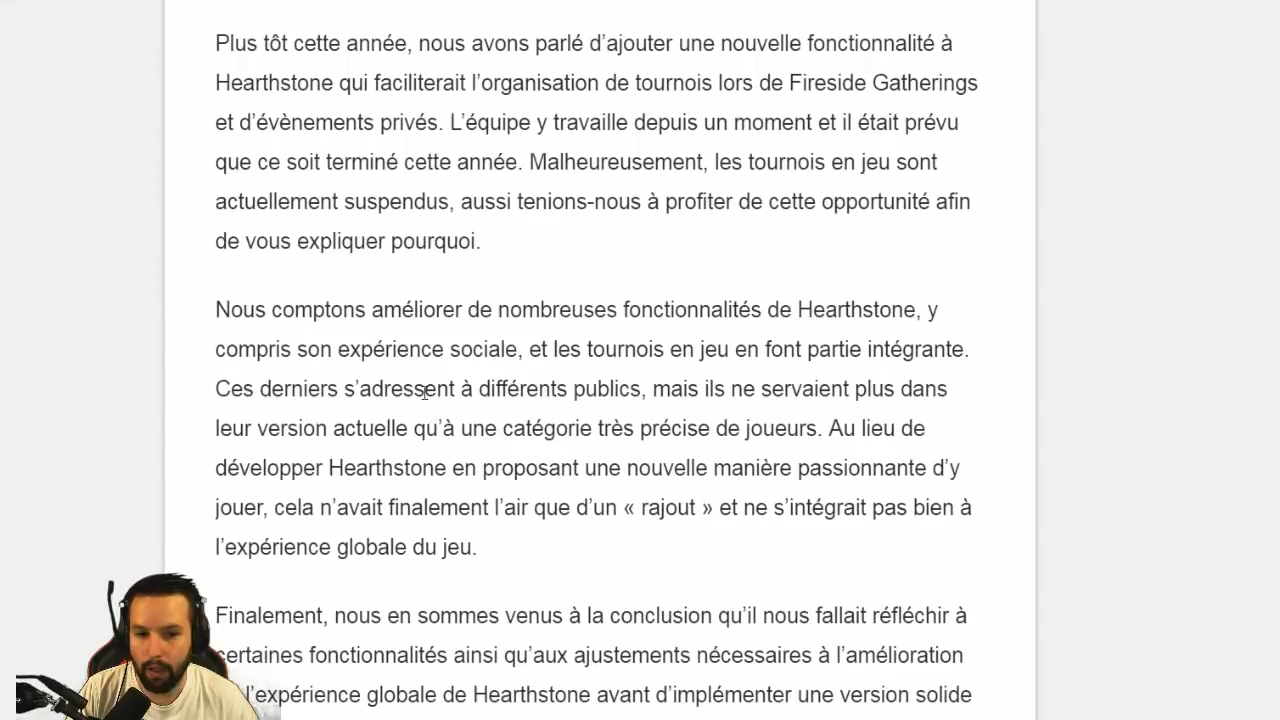 Plus tôt cette année, nous avons parlé d’ajouter une nouvelle fonctionnalité à
Hearthstone qui faciliterait l’organisation de tournois lors de Fireside Gatherings
et d’évènements privés. L’équipe y travaille depuis un moment et il était prévu
que ce soit terminé cette année. Malheureusement, les tournois en jeu sont
actuellement suspendus, aussi tenions-nous à profiter de cette opportunité afin
de vous expliquer pourquoi.
Nous comptons améliorer de nombreuses fonctionnalités de Hearthstone, y
compris son expérience sociale, et les tournois en jeu en font partie intégrante.
Ces derniers s’adressent à différents publics, mais ils ne servaient plus dans
leur version actuelle qu’à une catégorie très précise de joueurs. Au lieu de
développer Hearthstone en proposant une nouvelle manière passionnante d’y
jouer, cela n’avait finalement l’air que d’un « rajout » et ne s’intégrait pas bien à
l’expérience globale du jeu.
Finalement, nous en sommes venus à la conclusion qu’il nous fallait réfléchir à
certaines fonctionnalités ainsi qu’aux ajustements nécessaires à l’amélioration
l’expérience globale de Hearthstone avant d’implémenter une version solide